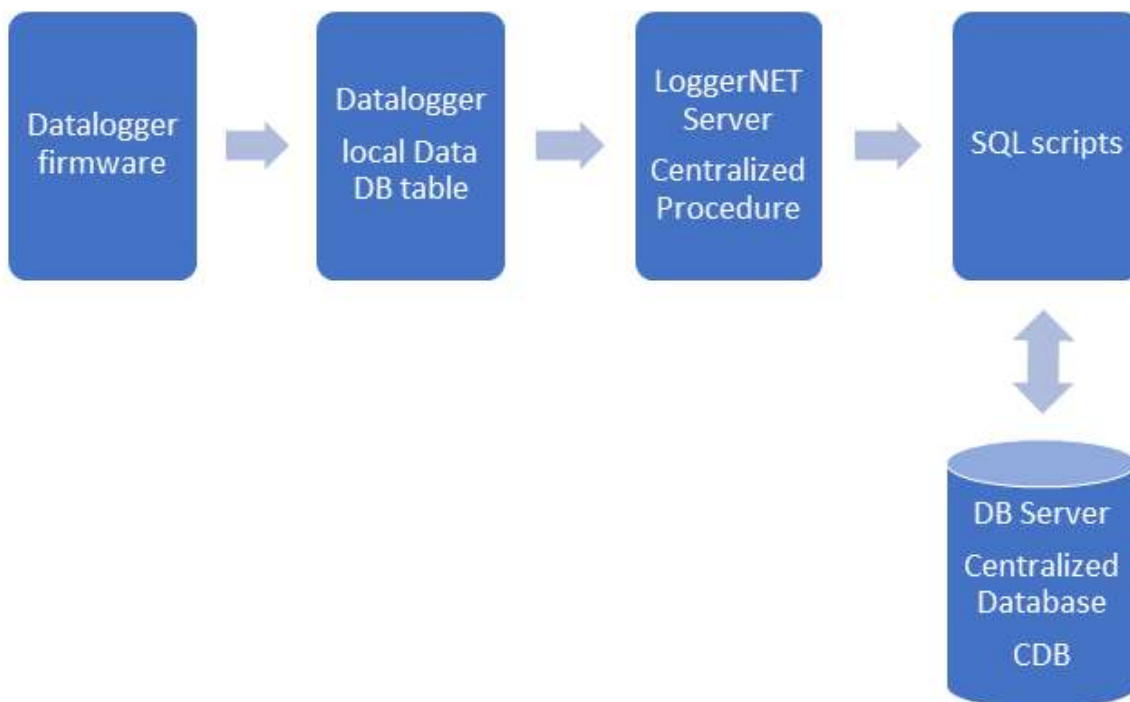 Datalogger
firmware
Datalogger
local Data
DB table
LoggerNET
Server
Centralized
Procedure
SQL scripts
DB Server
Centralized
Database
CDB